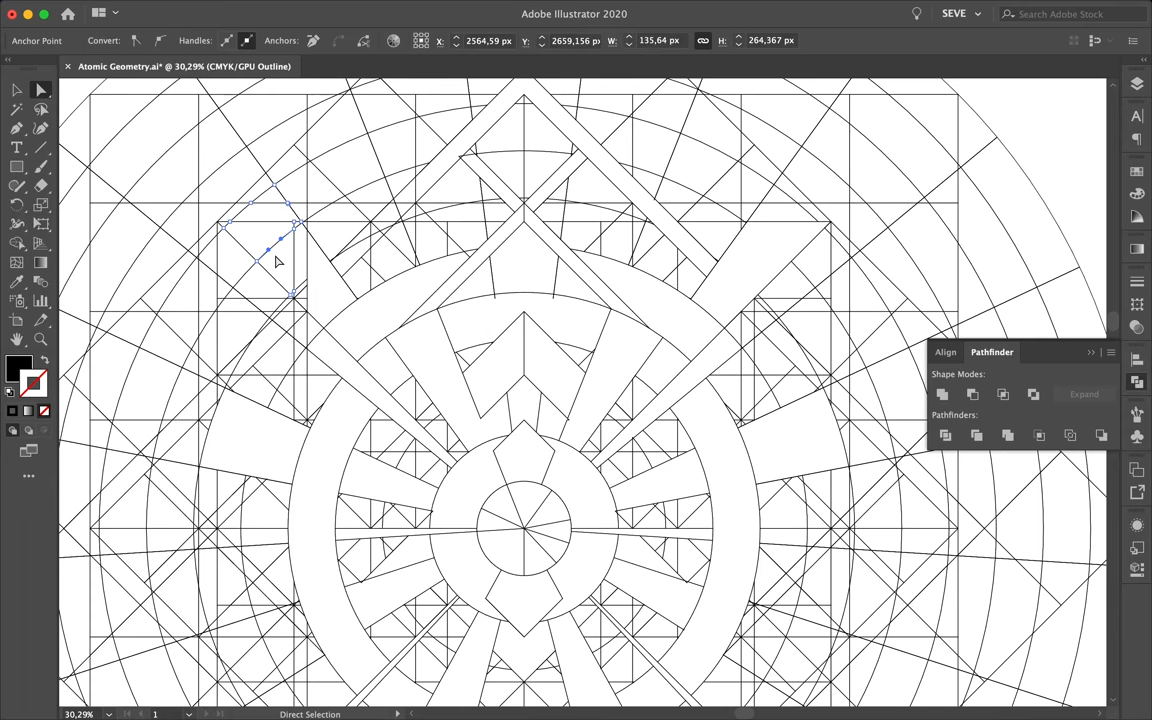 Adobe Illustrator 2020
SEVE
Search Adobe Stock
Anchor Point
Convert:
Handles:
Anchors:
X: 2564,59 px
Y: 2659,156 px
W: 135,64 px
H: 264,367 px
× Atomic Geometry.ai* @ 30,29% (CMYK/GPU Outline)
Align
Pathfinder
Shape Modes:
Expand
Pathfinders:
30,29%
1
Direct Selection